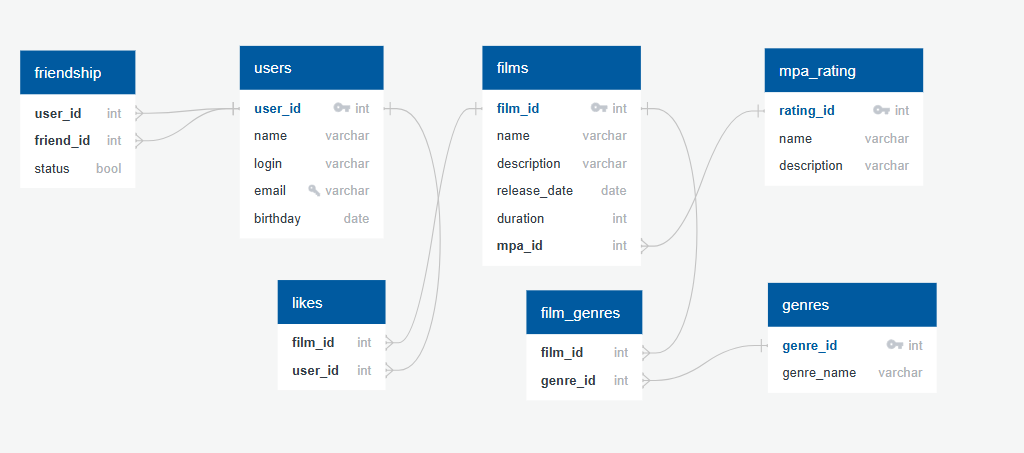 friendship
user_id int
friend_id int
status bool
users
user_id int
name varchar
login varchar
email varchar
birthday date
films
film_id int
name varchar
description varchar
release_date date
duration int
mpa_id int
mpa_rating
rating_id int
name varchar
description varchar
likes
film_id int
user_id int
film_genres
film_id int
genre_id int
genres
genre_id int
genre_name varchar